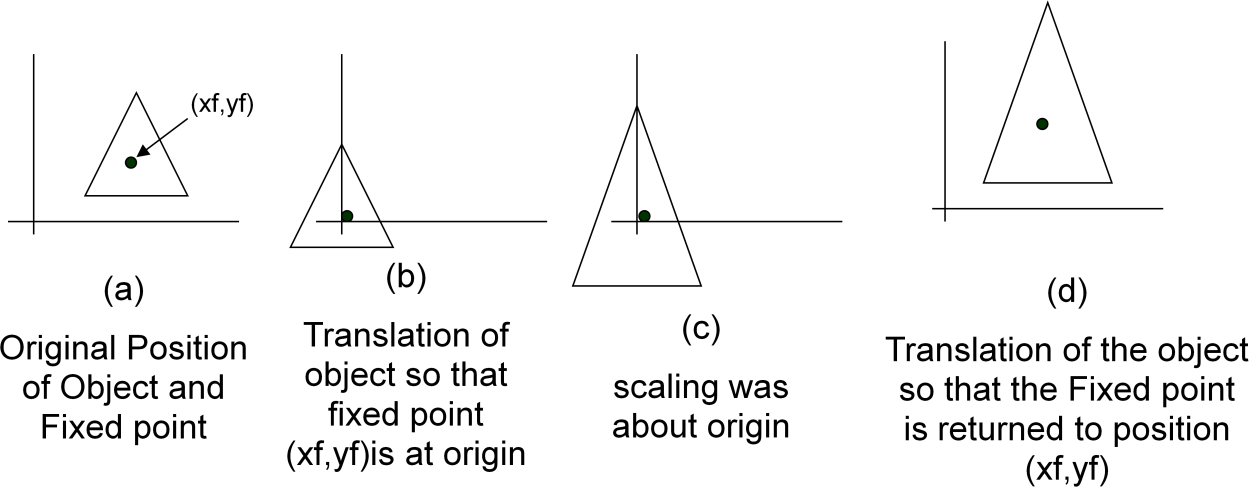 (xf,yf)
(a)
Original Position
of Object and
Fixed point
(b)
Translation of
object so that
fixed point
(xf,yf)is at origin
(c)
scaling was
about origin
(d)
Translation of the object
so that the Fixed point
is returned to position
(xf,yf)